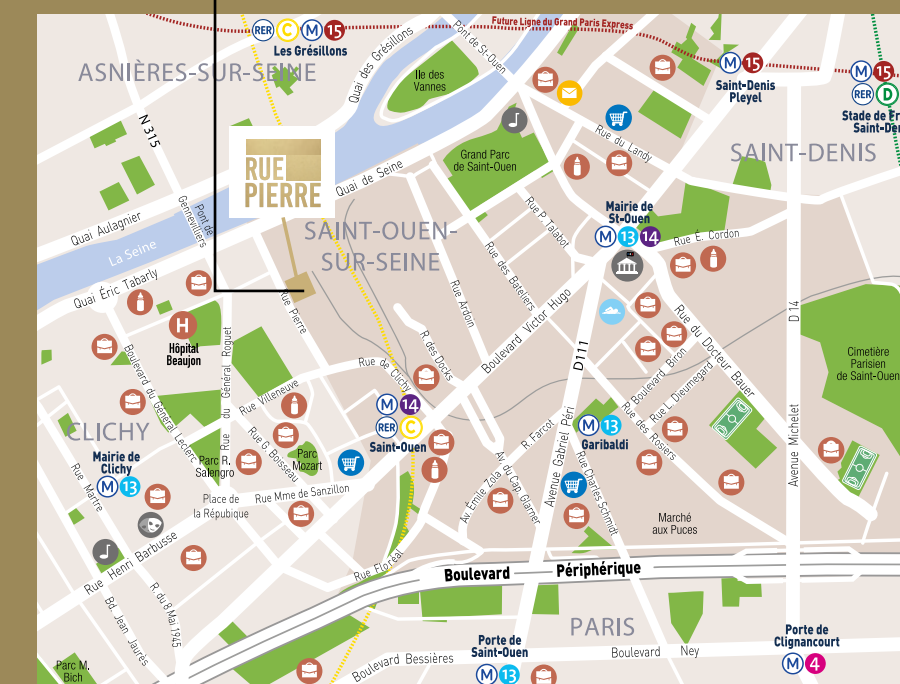 Future Ligne du Grand Paris Express
RER C M 15
Les Grésillons
ASNIÈRES-SUR-SEINE
Quai des Grésillons
Pont de St-Ouen
Ile des
Vannes
M 15
Saint-Denis
Pleyel
M 15
RER D
Stade de Fr
Saint-Den
N 315
RUE
PIERRE
Quai de Seine
Grand Parc
de Saint-Ouen
Rue du Landy
SAINT-DENIS
Quai Aulagnier
Pont de
Gennevilliers
La Seine
Quai Éric Tabarly
SAINT-OUEN-
SUR-SEINE
Rue P. Talbot
Mairie de
St-Ouen
M 13 14
Rue É. Cordon
Rue des Bateliers
Rue Ardoin
Rue Pierre
H
Hôpital
Beaujon
Boulevard Victor Hugo
D111
D 14
Rue du Docteur Bauer
Cimetière
Parisien
de Saint-Ouen
Boulevard du Général Leclerc
Rue du Général Roguet
Rue Villeneuve
Rue de Clichy
R. des Docks
Boulevard Biron
Rue L. Dieumegard
Rue des Rosiers
M 14
RER C
Saint-Ouen
CLICHY
Mairie de
Clichy
M 13
Rue Martre
Parc R.
Salengro
Rue G. Boisseau
Parc
Mozart
R. Farcot
Avenue Gabriel Péri
M 13
Garibaldi
Avenue Michelet
Place de
la Répubique
Rue Mme de Sanzillon
Av. Emile Zola
Av. du Cap. Glarner
Rue Charles Schmidt
Marché
aux Puces
Rue Henri Barbusse
Rue Floréal
Boulevard Périphérique
Bd. Jean Jaurès
R. du 8 Mai 1945
PARIS
Parc M.
Bich
Boulevard Bessières
Porte de
Saint-Ouen
M 13
Boulevard Ney
Porte de
Clignancourt
M 4